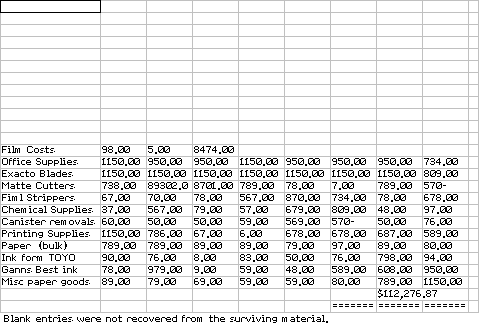 Film Costs 98.00 5.00 8474.00
Office Supplies 1150.00 950.00 950.00 1150.00 950.00 950.00 950.00 734.00
Exacto Blades 1150.00 1150.00 1150.00 1150.00 1150.00 1150.00 1150.00 809.00
Matte Cutters 738.00 89302.0 8701.00 789.00 78.00 7.00 789.00 570-
Fiml Strippers 67.00 70.00 78.00 567.00 870.00 734.00 78.00 678.00
Chemical Supplies 37.00 567.00 79.00 57.00 679.00 809.00 48.00 97.00
Canister removals 60.00 50.00 50.00 59.00 569.00 570- 50.00 76.00
Printing Supplies 1150.00 786.00 67.00 6.00 678.00 678.00 687.00 589.00
Paper (bulk) 789.00 789.00 89.00 89.00 79.00 97.00 89.00 80.00
Ink form TOYO 90.00 76.00 8.00 83.00 50.00 76.00 798.00 94.00
Ganns Best ink 78.00 979.00 9.00 59.00 48.00 589.00 608.00 950.00
Misc paper goods 89.00 79.00 69.00 59.00 59.00 80.00 789.00 1150.00
$112,276.87
======= ======= =======
Blank entries were not recovered from the surviving material.